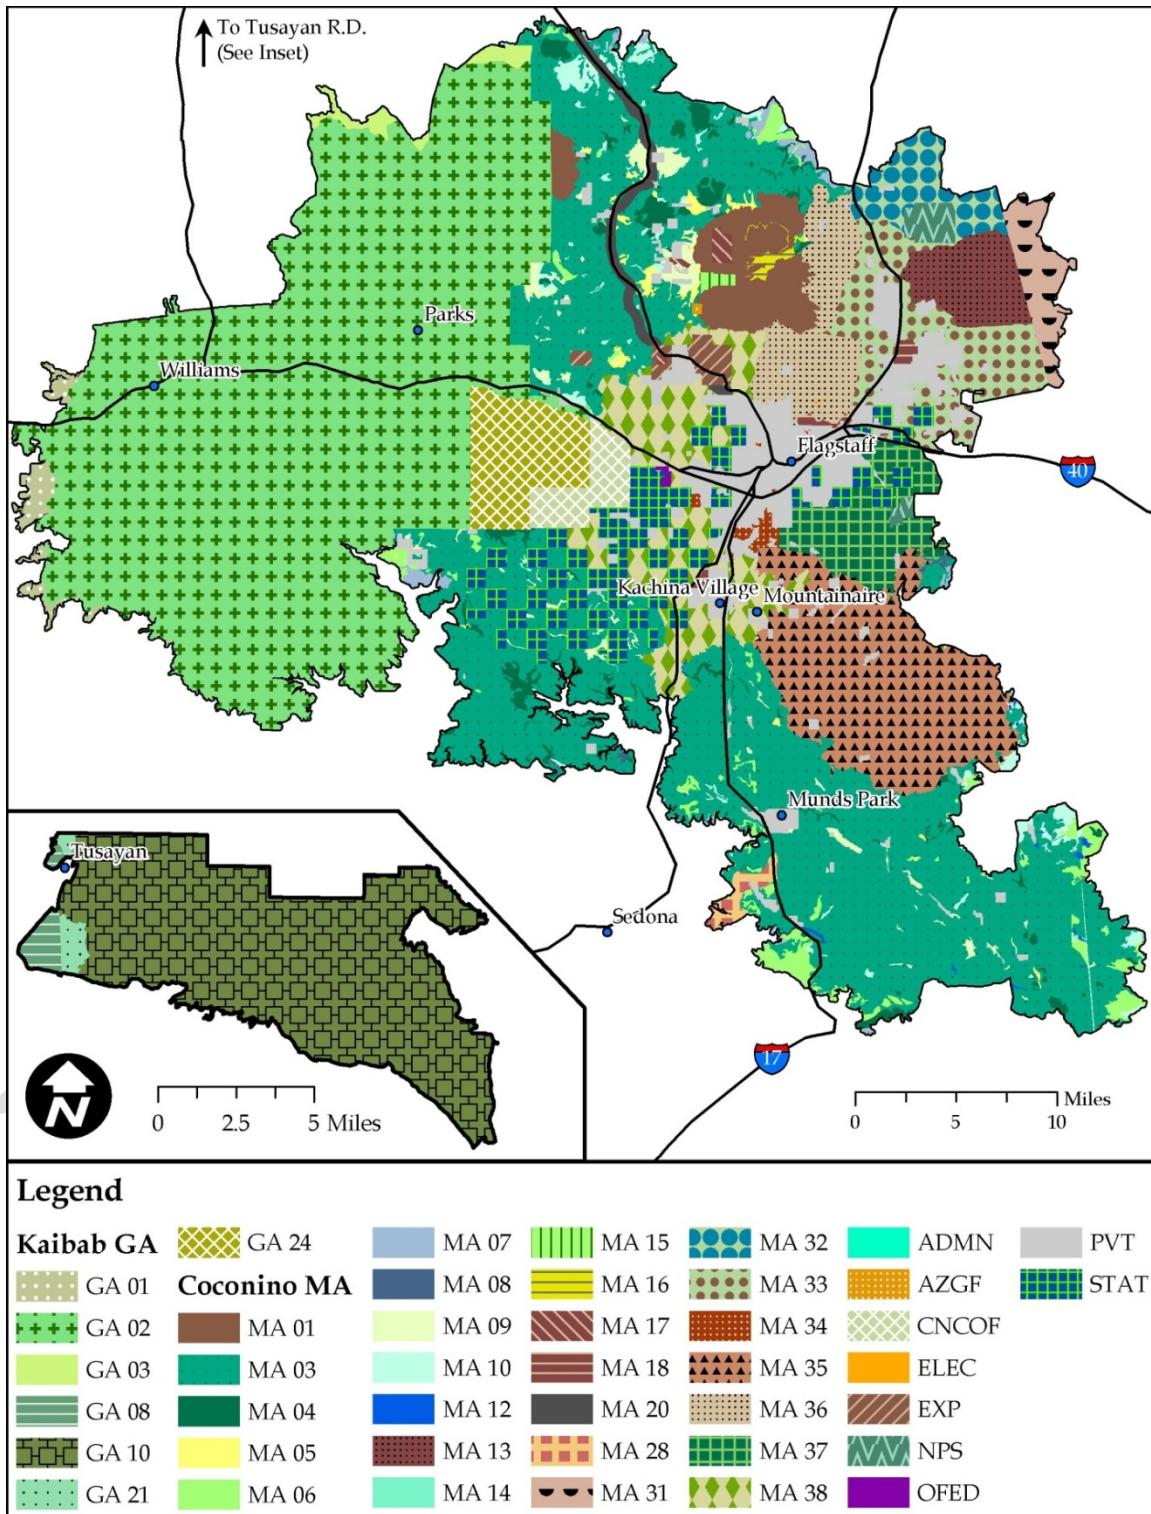 To Tusayan R.D.
(See Inset)
Parks
Williams
Flagstaff
40
Kachina Village
Mountainaire
Munds Park
Tusayan
Sedona
17
N
0 2.5 5 Miles
Miles
0 5 10
Legend
Kaibab GA
GA 01
GA 02
GA 03
GA 08
GA 10
GA 21
GA 24
Coconino MA
MA 01
MA 03
MA 04
MA 05
MA 06
MA 07
MA 08
MA 09
MA 10
MA 12
MA 13
MA 14
MA 15
MA 16
MA 17
MA 18
MA 20
MA 28
MA 31
MA 32
MA 33
MA 34
MA 35
MA 36
MA 37
MA 38
ADMN
AZGF
CNCOF
ELEC
EXP
NPS
OFED
PVT
STAT